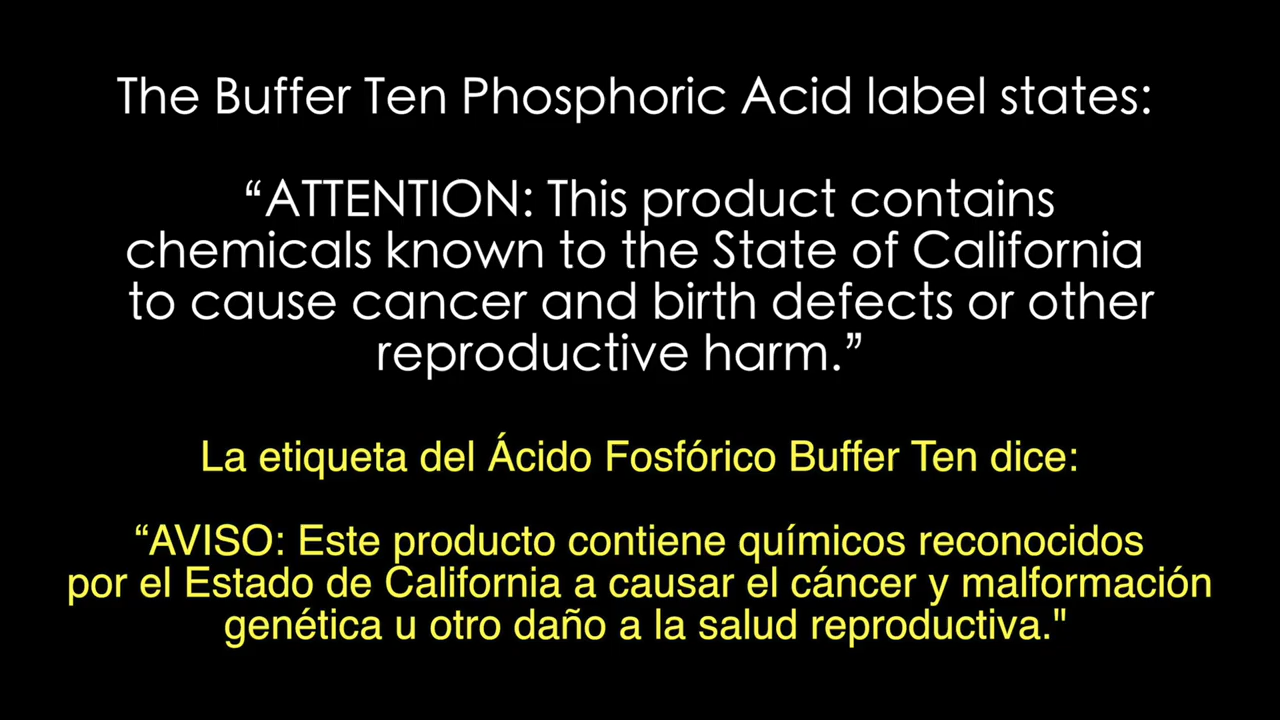 The Buffer Ten Phosphoric Acid label states:
“ATTENTION: This product contains
chemicals known to the State of California
to cause cancer and birth defects or other
reproductive harm.”
La etiqueta del Ácido Fosfórico Buffer Ten dice:
“AVISO: Este producto contiene químicos reconocidos
por el Estado de California a causar el cáncer y malformación
genética u otro daño a la salud reproductiva."